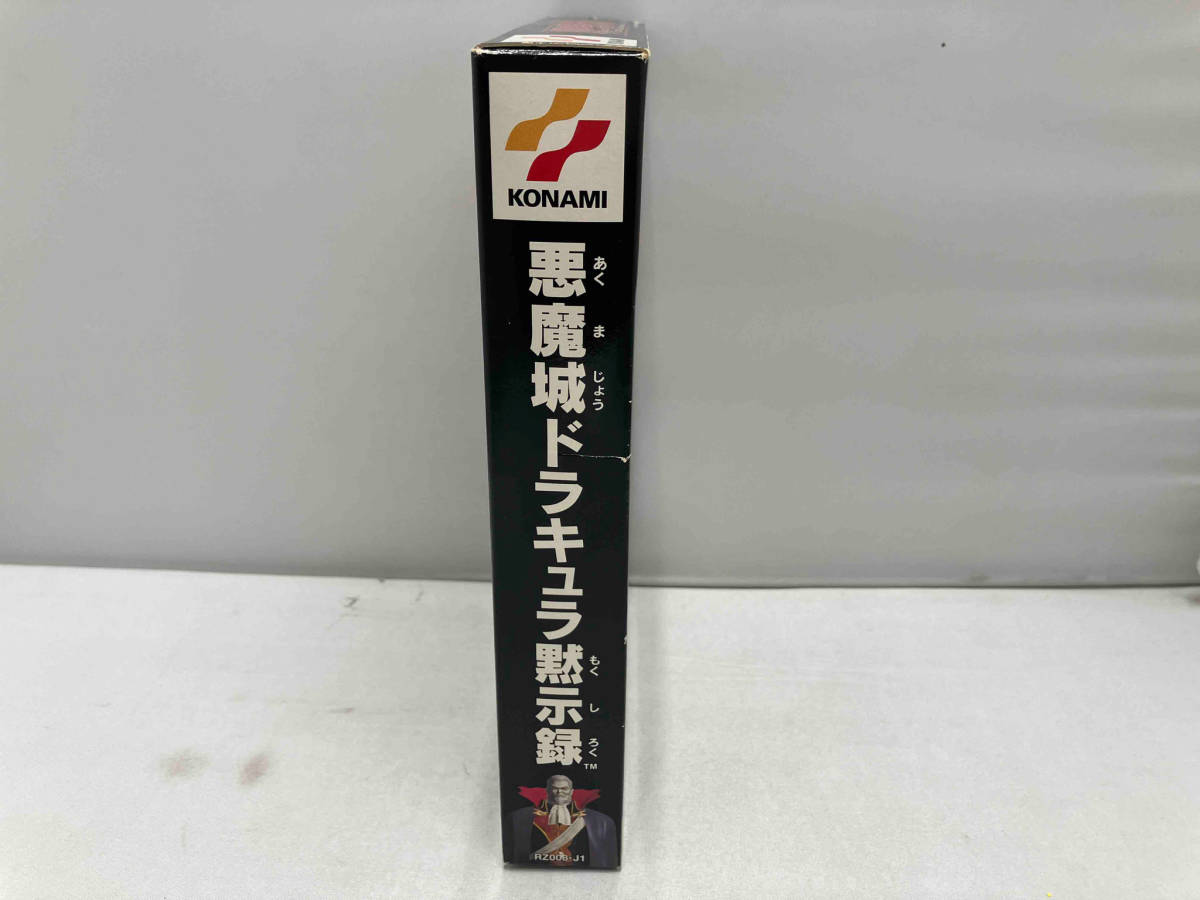 KONAMI
悪魔城ドラキュラ黙示録
あく ま じょう
もく し ろく
TM
RZ008-J1